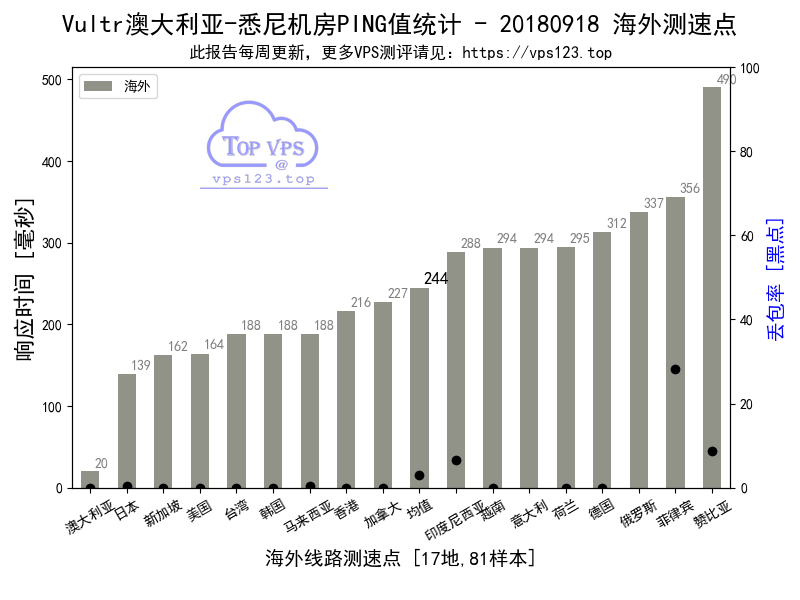 Vultr澳大利亚-悉尼机房PING值统计 - 20180918 海外测速点
此报告每周更新，更多VPS测评请见：https://vps123.top
海外
TOP VPS
@
vps123.top
响应时间 [毫秒]
500
400
300
200
100
0
20
139
162
164
188
188
188
216
227
244
288
294
294
295
312
337
356
490
100
80
60
40
20
0
丢包率 [黑点]
澳大利亚
日本
新加坡
美国
台湾
韩国
马来西亚
香港
加拿大
均值
印度尼西亚
越南
意大利
荷兰
德国
俄罗斯
菲律宾
赞比亚
海外线路测速点 [17地,81样本]